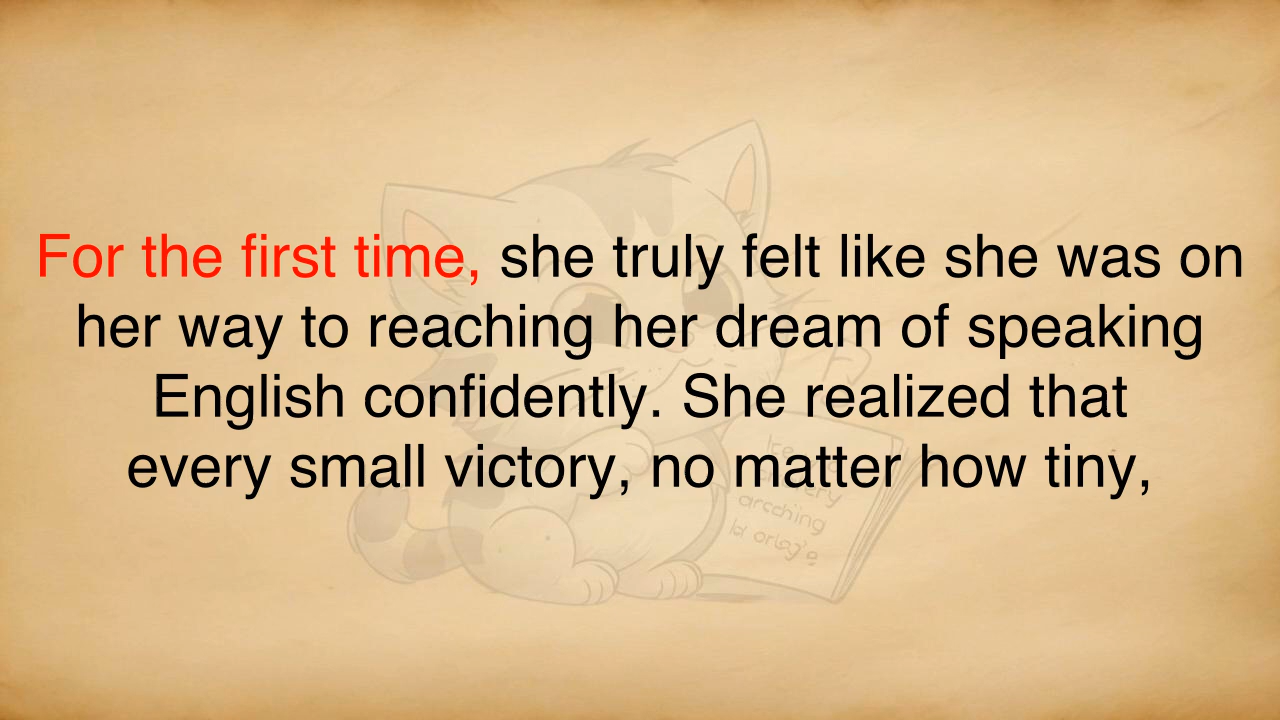 For the first time, she truly felt like she was on
her way to reaching her dream of speaking
English confidently. She realized that
every small victory, no matter how tiny,